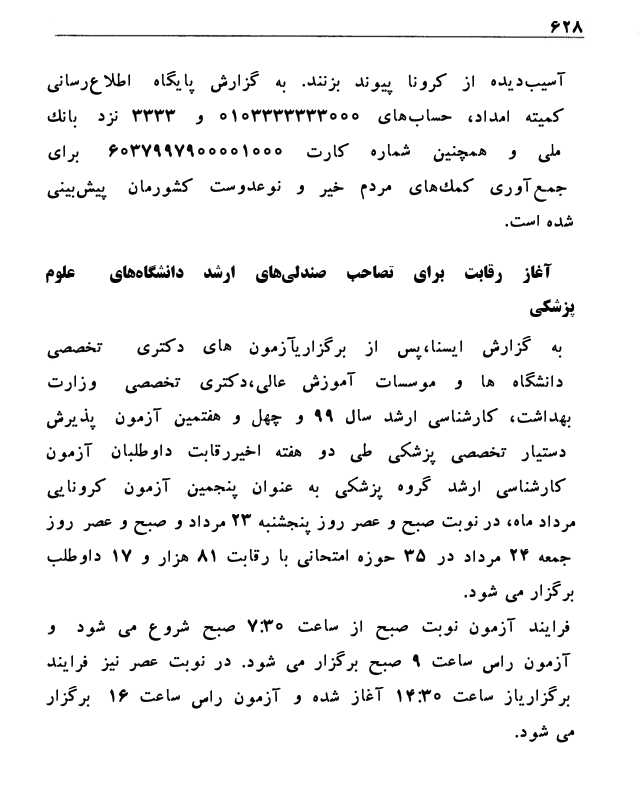 ۶۲۸
آسیب‌دیده از کرونا پیوند بزنند. به گزارش پایگاه اطلاع‌رسانی
کمیته امداد، حساب‌های ۰۱۰۳۳۳۳۳۳۳۰۰۰ و ۳۳۳۳ نزد بانك
ملی و همچنین شماره کارت ۶۰۳۷۹۹۷۹۰۰۰۰۱۰۰۰ برای
جمع‌آوری کمك‌های مردم خیر و نوعدوست کشورمان پیش‌بینی
شده است.
آغاز رقابت برای تصاحب صندلی‌های ارشد دانشگاه‌های علوم
پزشکی
به گزارش ایسنا،پس از برگزاریآزمون های دکتری تخصصی
دانشگاه ها و موسسات آموزش عالی،دکتری تخصصی وزارت
بهداشت، کارشناسی ارشد سال ۹۹ و چهل و هفتمین آزمون پذیرش
دستیار تخصصی پزشکی طی دو هفته اخیررقابت داوطلبان آزمون
کارشناسی ارشد گروه پزشکی به عنوان پنجمین آزمون کرونایی
مرداد ماه، در نوبت صبح و عصر روز پنجشنبه ۲۳ مرداد و صبح و عصر روز
جمعه ۲۴ مرداد در ۳۵ حوزه امتحانی با رقابت ۸۱ هزار و ۱۷ داوطلب
برگزار می شود.
فرایند آزمون نوبت صبح از ساعت ۷:۳۰ صبح شروع می شود و
آزمون راس ساعت ۹ صبح برگزار می شود. در نوبت عصر نیز فرایند
برگزاریاز ساعت ۱۴:۳۰ آغاز شده و آزمون راس ساعت ۱۶ برگزار
می شود.